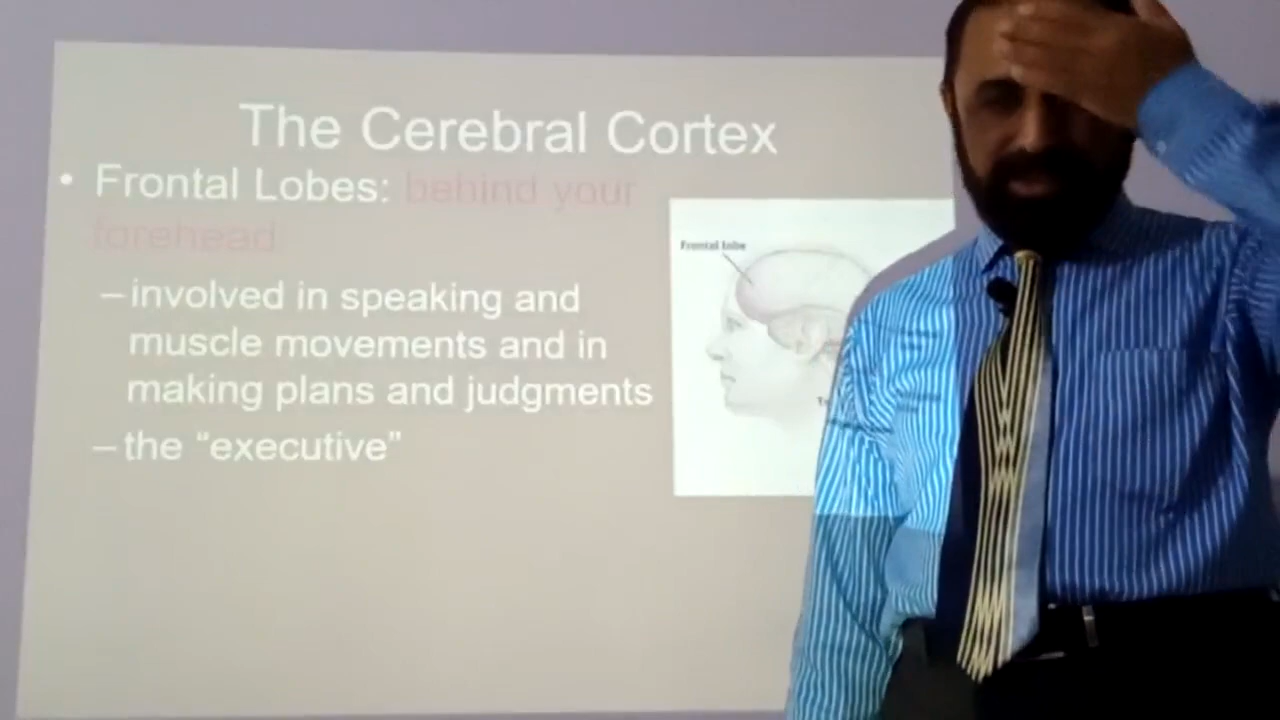 The Cerebral Cortex
• Frontal Lobes: behind your
forehead
– involved in speaking and
muscle movements and in
making plans and judgments
– the “executive”
Frontal lobe